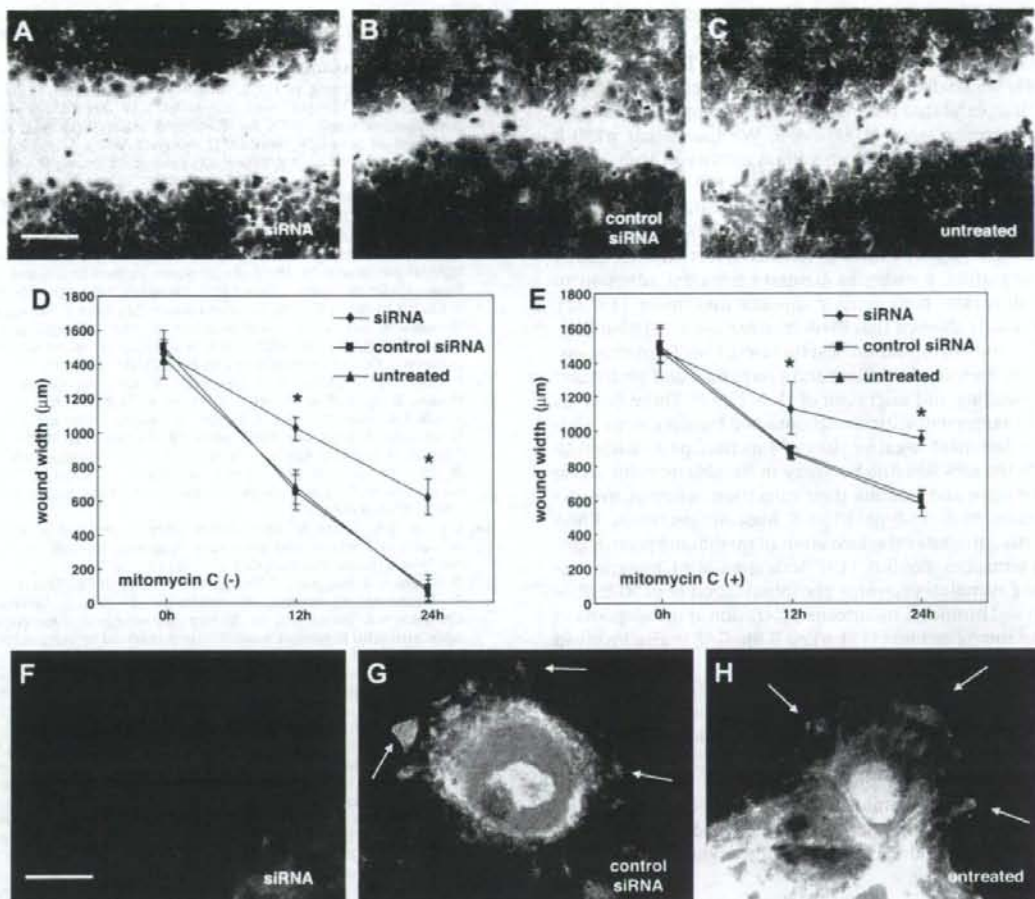 A
B
C
siRNA
control
siRNA
untreated
D
E
1800
1600
1400
1200
1000
800
600
400
200
0
wound width (µm)
siRNA
control siRNA
untreated
*
*
mitomycin C (-)
0h
12h
24h
1800
1600
1400
1200
1000
800
600
400
200
0
wound width (µm)
siRNA
control siRNA
untreated
*
*
mitomycin C (+)
0h
12h
24h
F
G
H
siRNA
control
siRNA
untreated